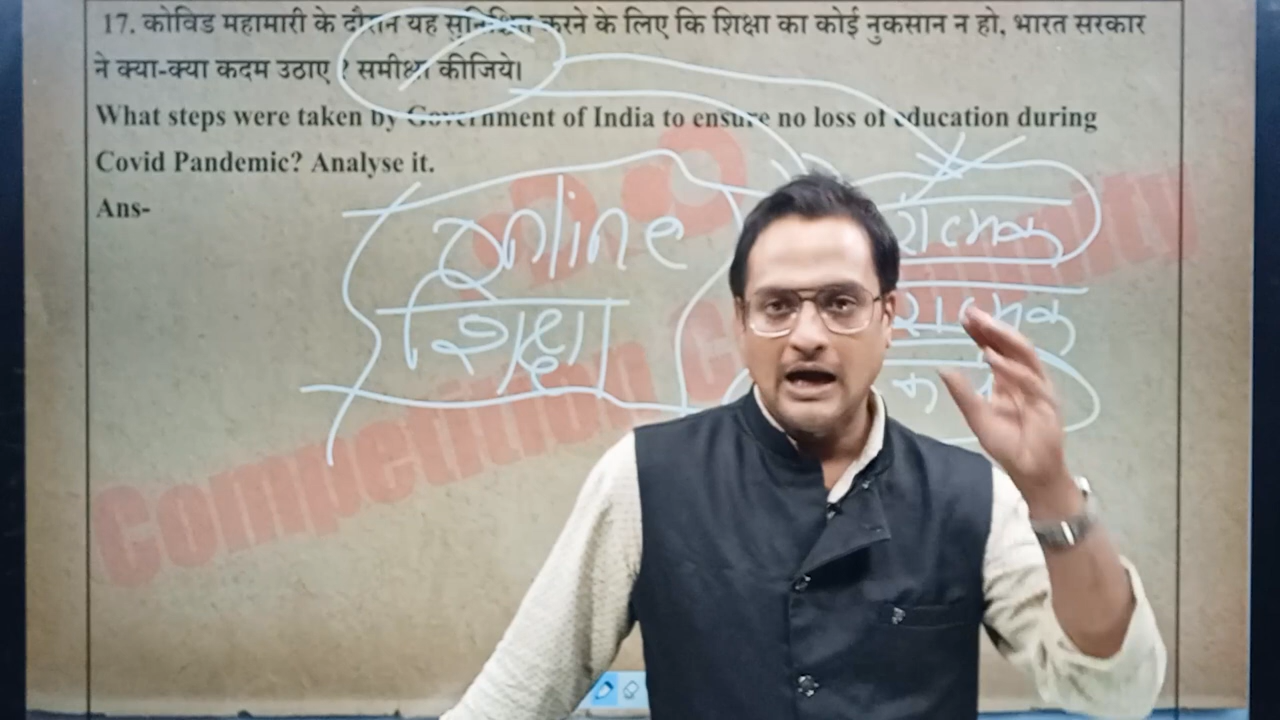 17. कोविड महामारी के दौरान यह सुनिश्चित करने के लिए कि शिक्षा का कोई नुकसान न हो, भारत सरकार
ने क्या-क्या कदम उठाए ? समीक्षा कीजिये।
What steps were taken by Government of India to ensure no loss of education during
Covid Pandemic? Analyse it.
Ans-
online
शिक्षा
Competition